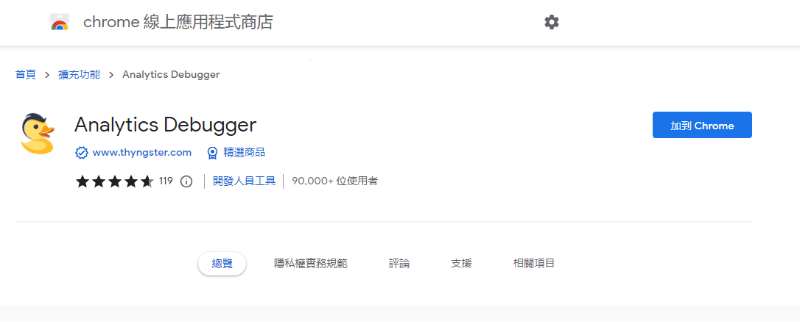 chrome 線上應用程式商店
首頁 > 擴充功能 > Analytics Debugger
Analytics Debugger
加到 Chrome
www.thyngster.com 精選商品
119 開發人員工具 90,000+ 位使用者
總覽 隱私權實務規範 評論 支援 相關項目